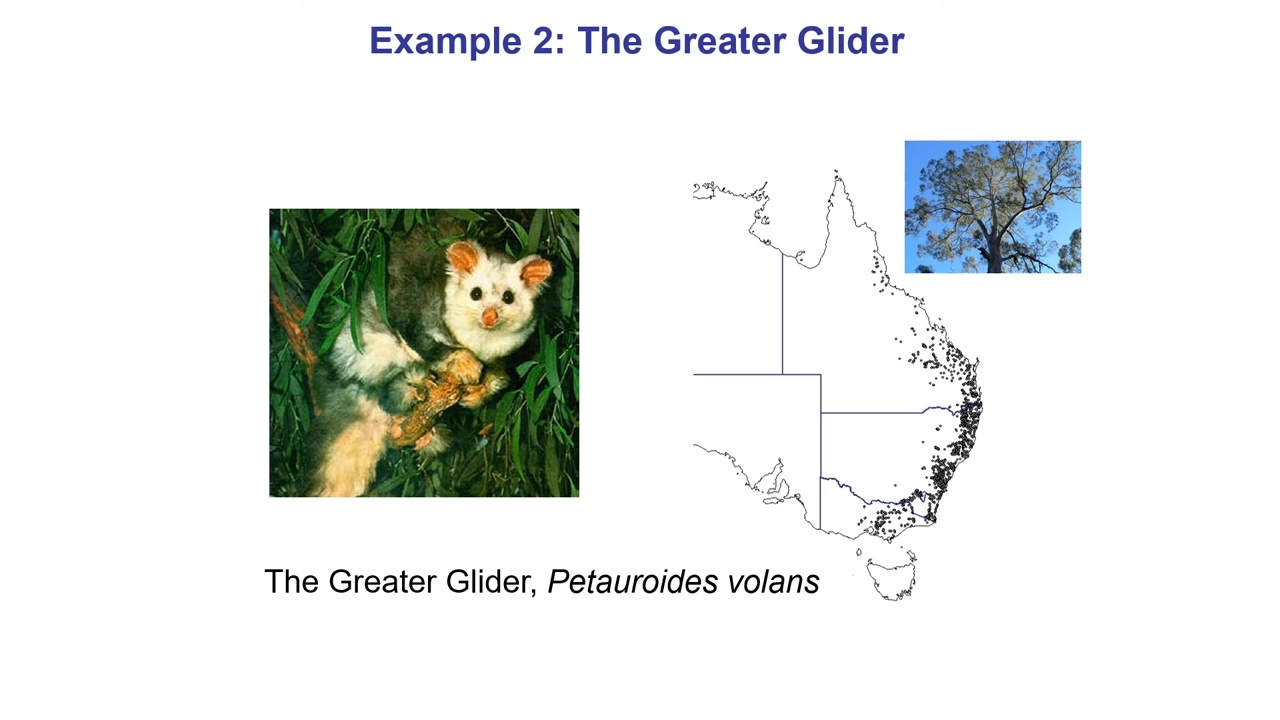 Example 2: The Greater Glider
The Greater Glider, Petauroides volans